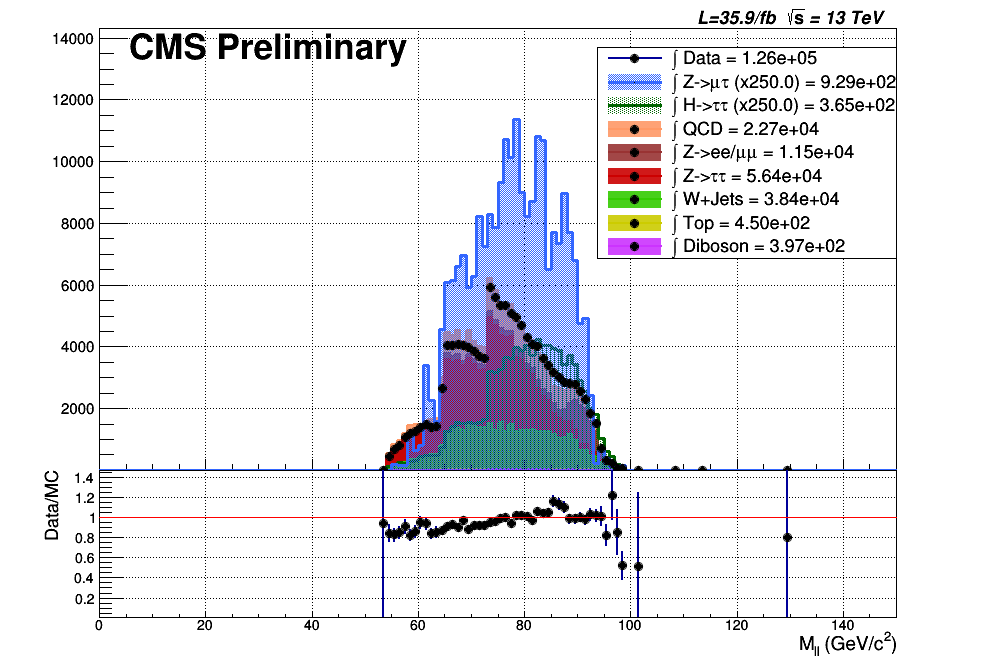 L=35.9/fb √s = 13 TeV
CMS Preliminary
∫ Data = 1.26e+05
∫ Z->μτ (x250.0) = 9.29e+02
∫ H->ττ (x250.0) = 3.65e+02
∫ QCD = 2.27e+04
∫ Z->ee/μμ = 1.15e+04
∫ Z->ττ = 5.64e+04
∫ W+Jets = 3.84e+04
∫ Top = 4.50e+02
∫ Diboson = 3.97e+02
14000
12000
10000
8000
6000
4000
2000
Data/MC
1.4
1.2
1
0.8
0.6
0.4
0.2
0 20 40 60 80 100 120 140
M_ll (GeV/c²)